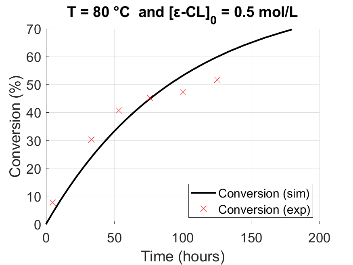 T = 80 °C and [ε-CL]₀ = 0.5 mol/L
70
60
50
40
30
20
10
0
Conversion (%)
Conversion (sim)
Conversion (exp)
0 50 100 150 200
Time (hours)